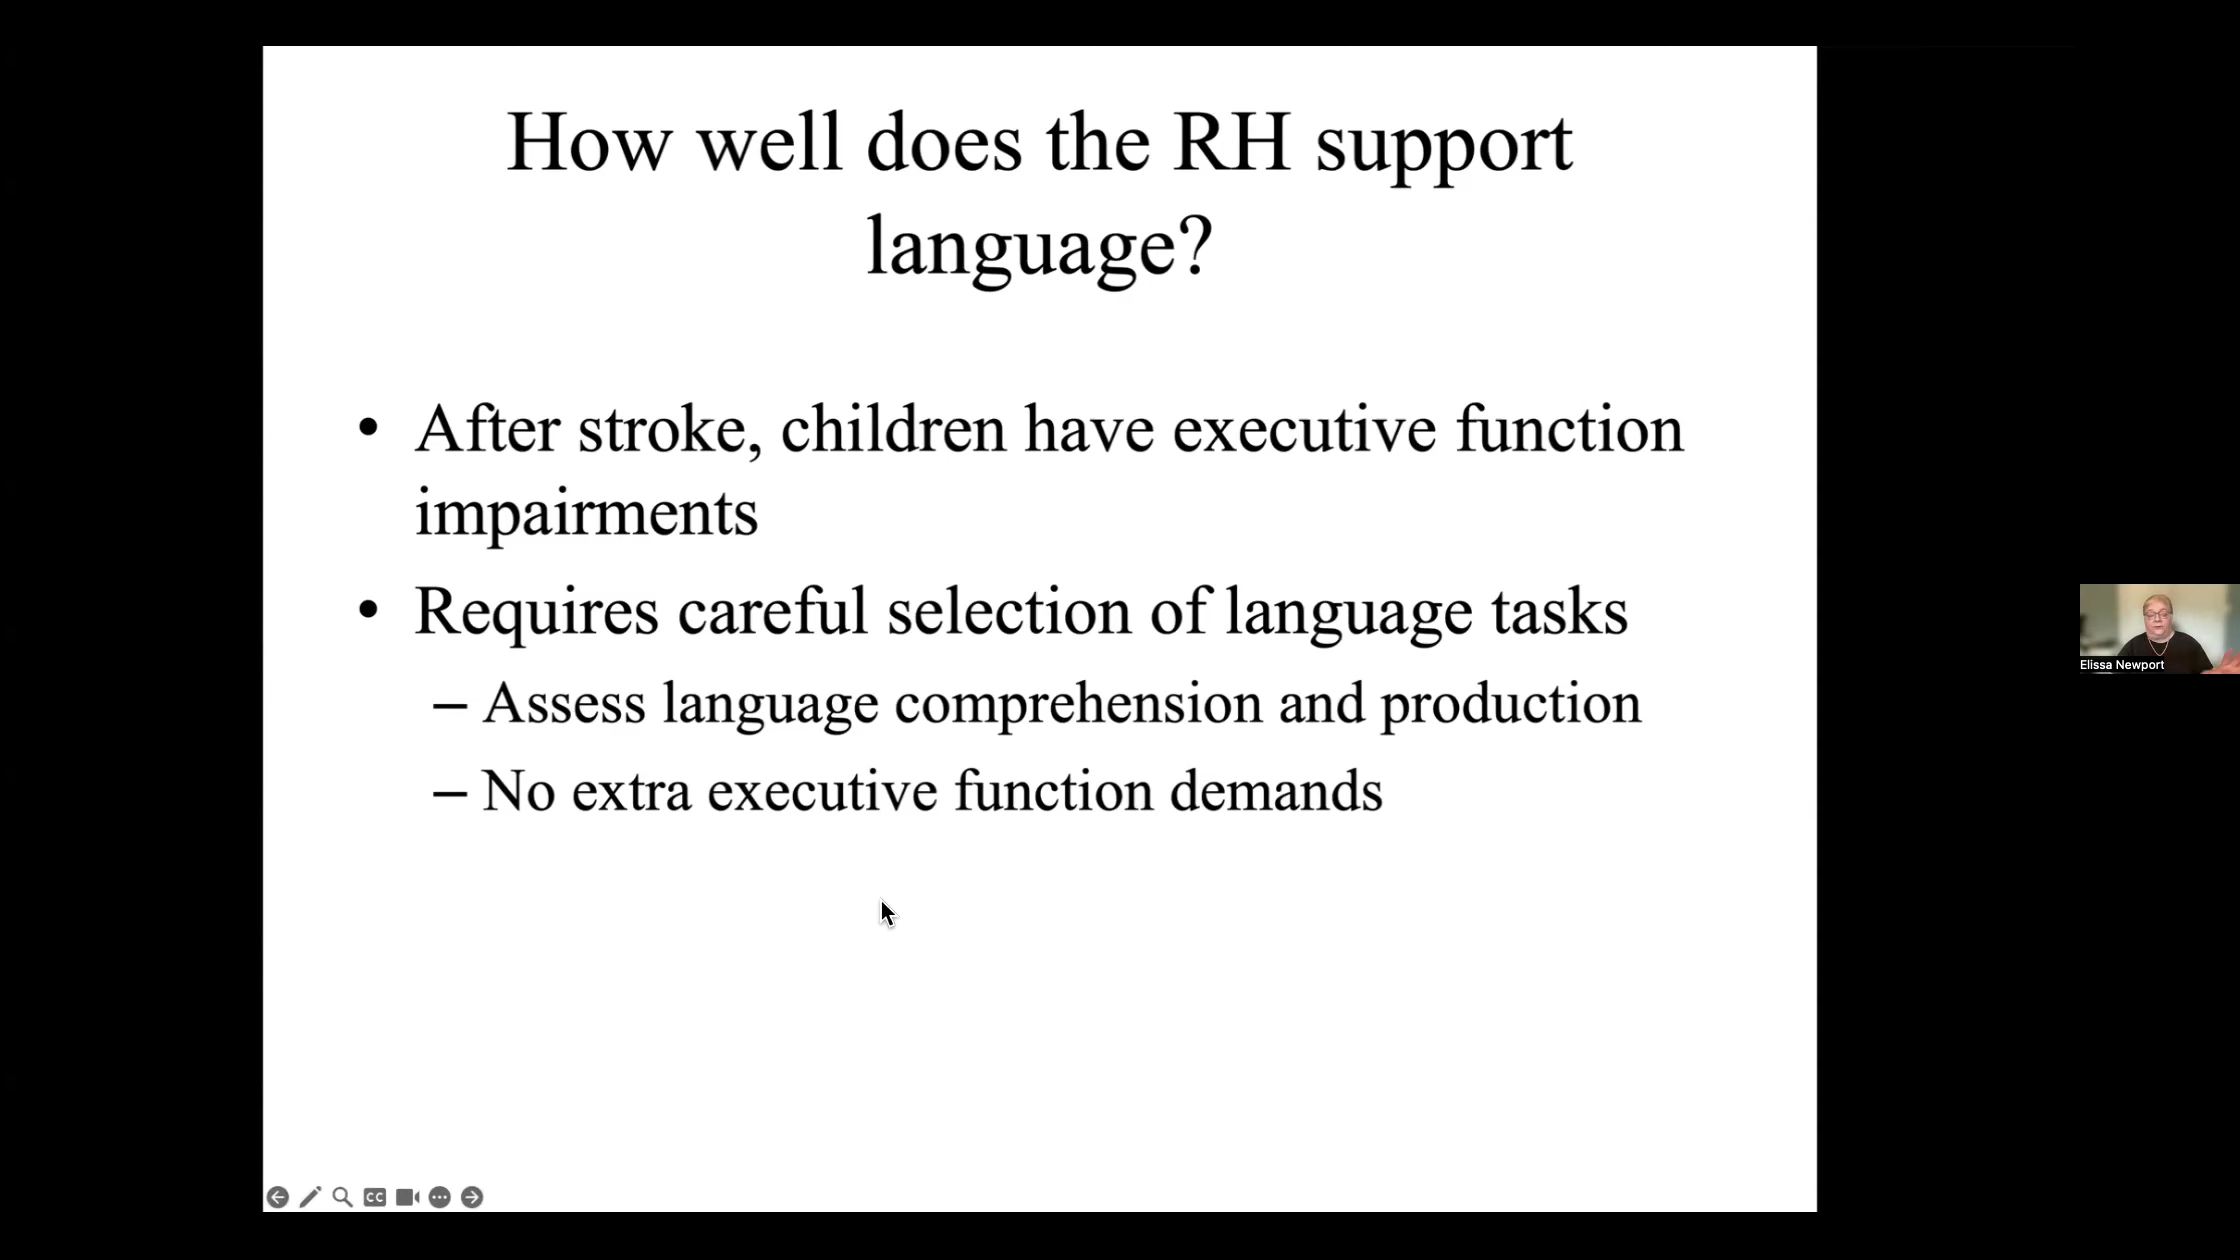 How well does the RH support
language?
• After stroke, children have executive function
impairments
• Requires careful selection of language tasks
– Assess language comprehension and production
– No extra executive function demands
Elissa Newport
CC